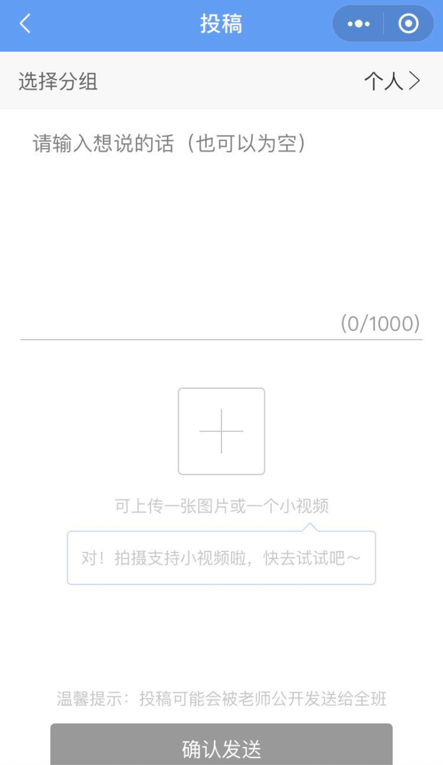 投稿
选择分组
个人
请输入想说的话（也可以为空）
(0/1000)
可上传一张图片或一个小视频
对！拍摄支持小视频啦，快去试试吧～
温馨提示：投稿可能会被老师公开发送给全班
确认发送